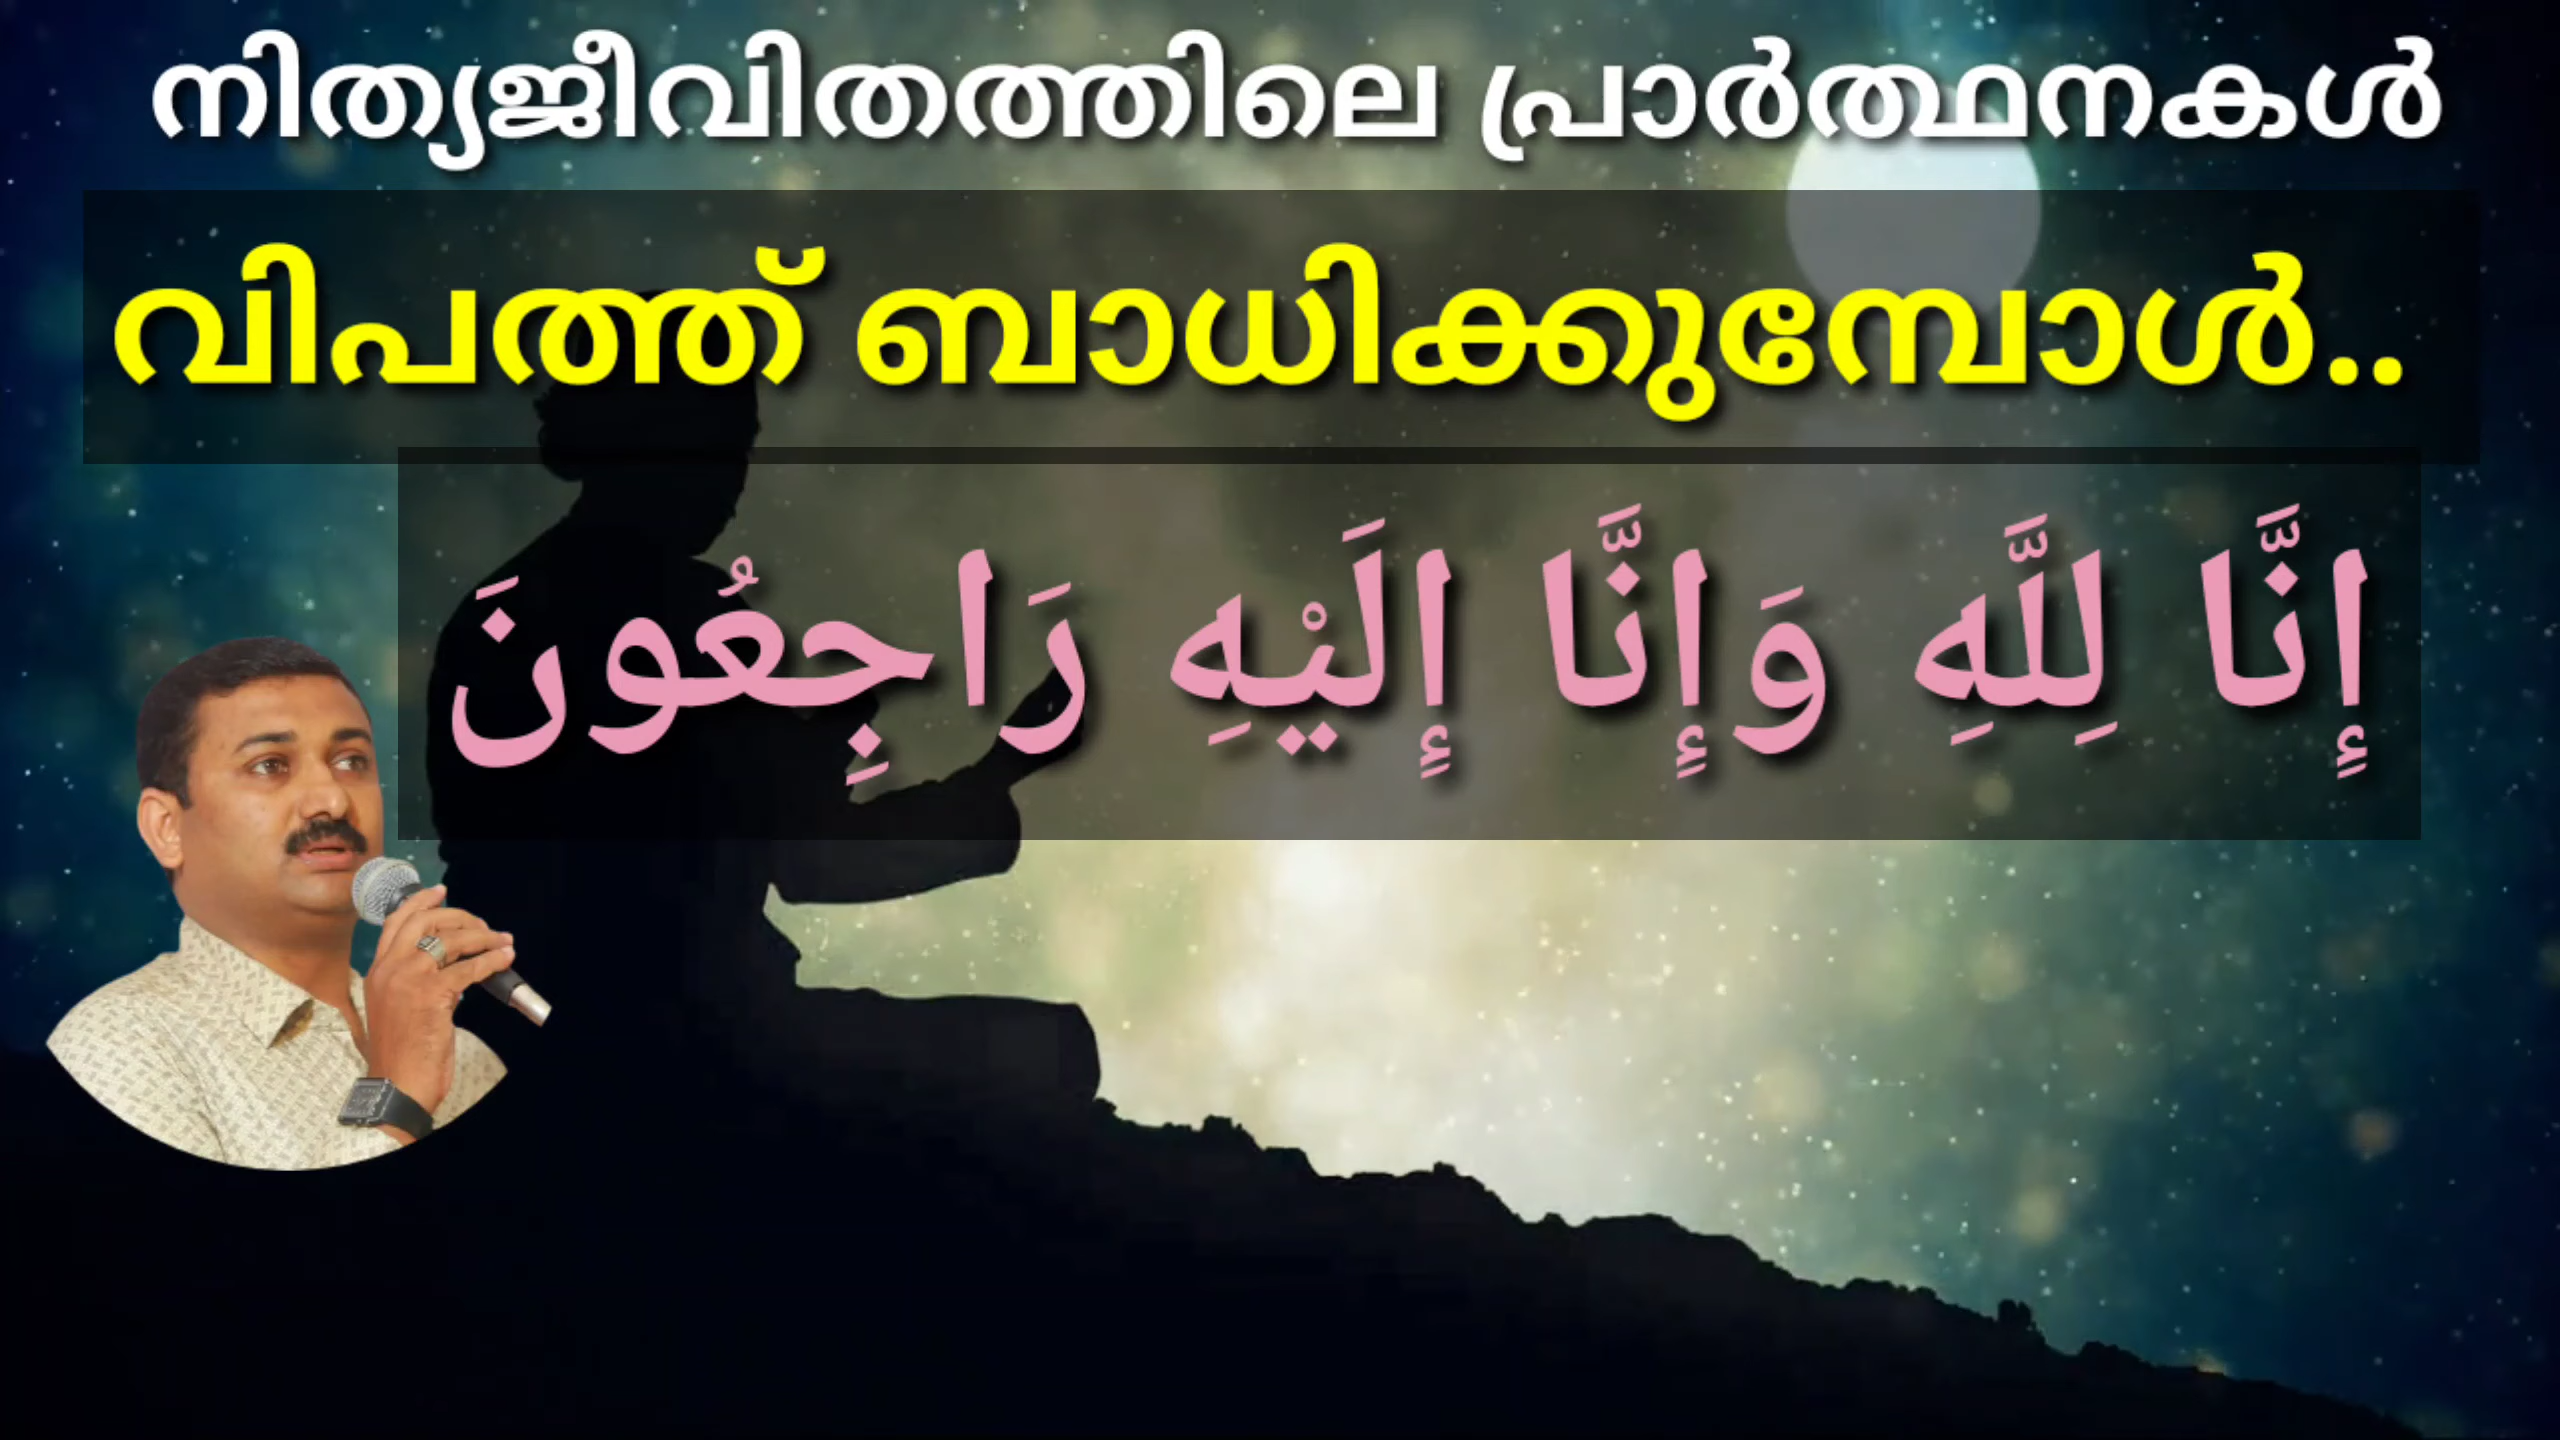 നിത്യജീവിതത്തിലെ പ്രാർത്ഥനകൾ
വിപത്ത് ബാധിക്കുമ്പോൾ..
إِنَّا لِلَّهِ وَإِنَّا إِلَيْهِ رَاجِعُونَ